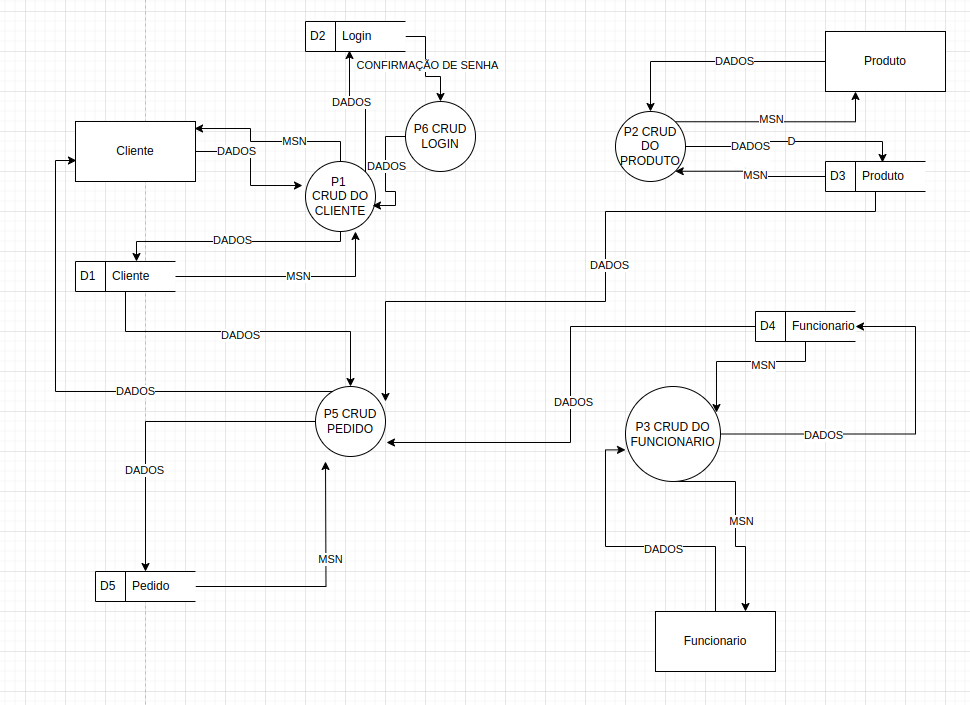 D2 Login
CONFIRMAÇÃO DE SENHA
DADOS
P6 CRUD
LOGIN
Cliente
MSN
DADOS
DADOS
P1
CRUD DO
CLIENTE
DADOS
D1 Cliente
MSN
DADOS
DADOS
P5 CRUD
PEDIDO
DADOS
MSN
D5 Pedido
DADOS
Produto
MSN
P2 CRUD
DO
PRODUTO
DADOS
D
MSN
D3 Produto
DADOS
D4 Funcionario
MSN
DADOS
P3 CRUD DO
FUNCIONARIO
DADOS
MSN
DADOS
Funcionario